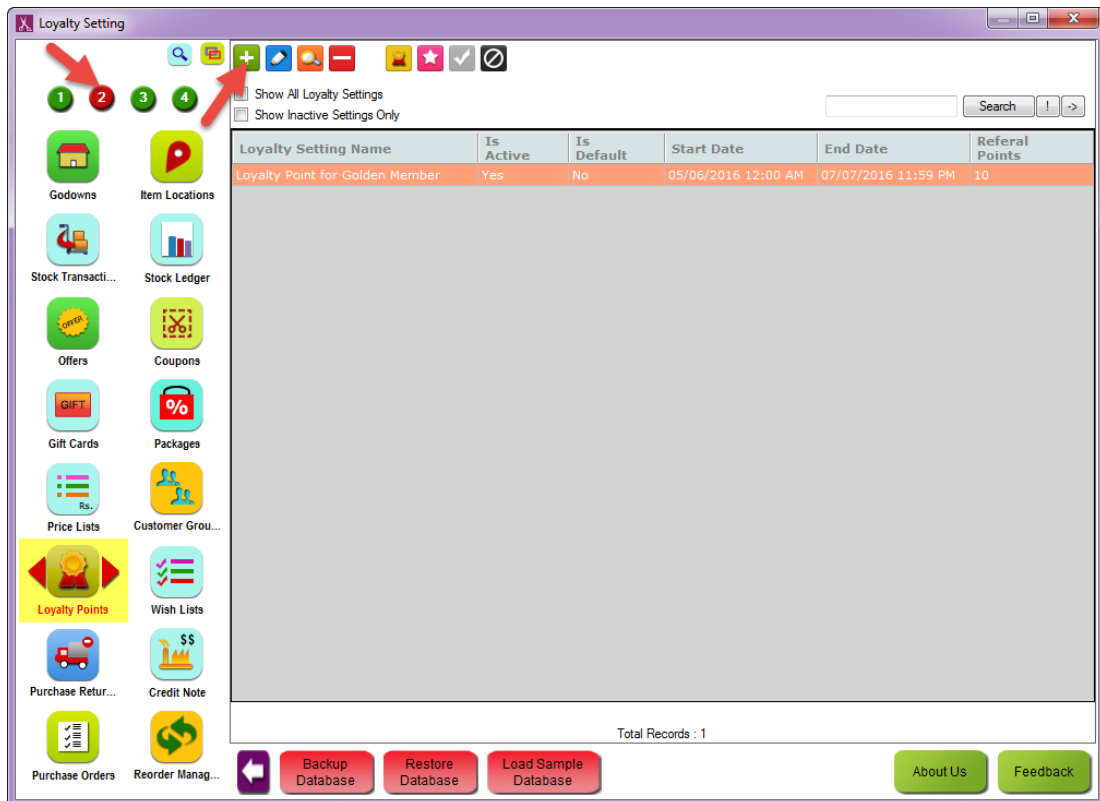 Loyalty Setting
1 2 3 4
Show All Loyalty Settings
Show Inactive Settings Only
Search ! ->
Loyalty Setting Name Is Active Is Default Start Date End Date Referal Points
Loyalty Point for Golden Member Yes No 05/06/2016 12:00 AM 07/07/2016 11:59 PM 10
Godowns Item Locations
Stock Transacti... Stock Ledger
OFFER
Offers Coupons
GIFT %
Gift Cards Packages
Rs.
Price Lists Customer Grou...
Loyalty Points Wish Lists
$$
Purchase Retur... Credit Note
Purchase Orders Reorder Manag...
Total Records : 1
Backup Database Restore Database Load Sample Database About Us Feedback